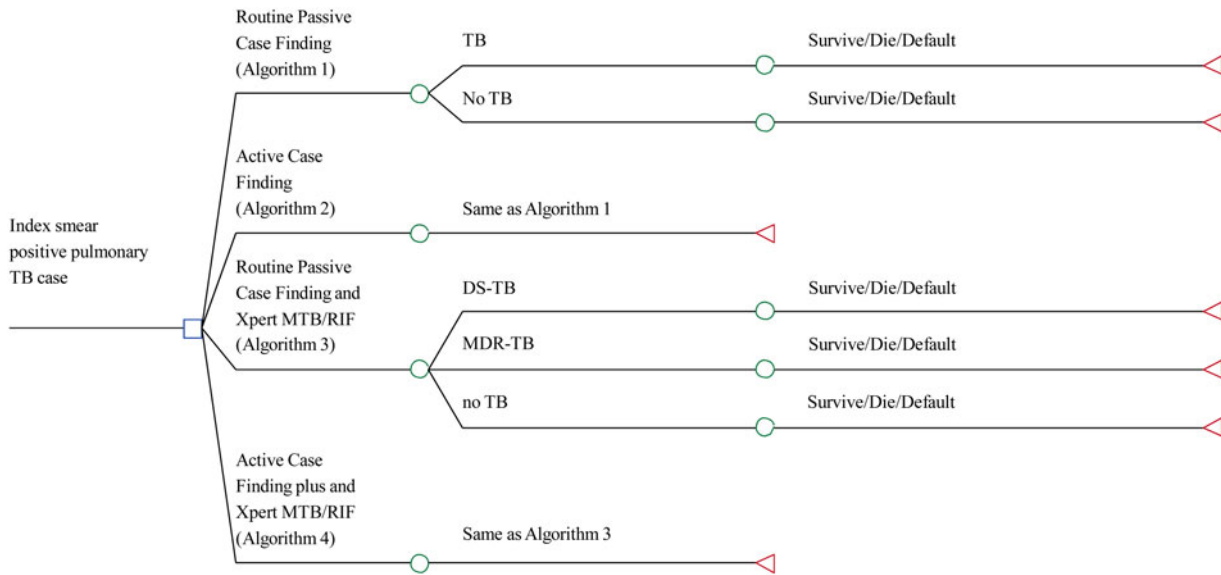 Index smear
positive pulmonary
TB case
Routine Passive
Case Finding
(Algorithm 1)
TB
Survive/Die/Default
No TB
Survive/Die/Default
Active Case
Finding
(Algorithm 2)
Same as Algorithm 1
Routine Passive
Case Finding and
Xpert MTB/RIF
(Algorithm 3)
DS-TB
Survive/Die/Default
MDR-TB
Survive/Die/Default
no TB
Survive/Die/Default
Active Case
Finding plus and
Xpert MTB/RIF
(Algorithm 4)
Same as Algorithm 3